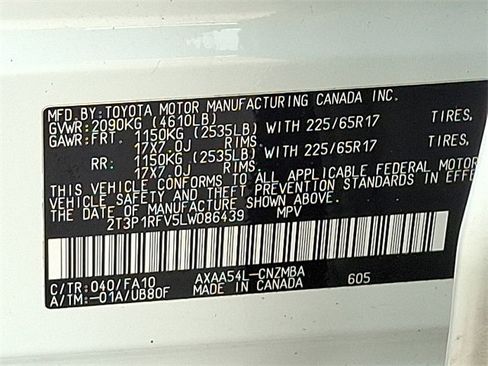 MFD.BY:TOYOTA MOTOR MANUFACTURING CANADA INC.
GVWR:2090KG (4610LB)
GAWR:FRT. 1150KG (2535LB) WITH 225/65R17 TIRES,
17X7.0J RIMS
RR: 1150KG (2535LB) WITH 225/65R17 TIRES,
17X7.0J RIMS
THIS VEHICLE CONFORMS TO ALL APPLICABLE FEDERAL MOTOR
VEHICLE SAFETY AND THEFT PREVENTION STANDARDS IN EFFE
THE DATE OF MANUFACTURE SHOWN ABOVE.
2T3P1RFV5LW086439 MPV
C/TR:040/FA10 AXAA54L-CNZMBA 605
A/TM:-01A/UB80F MADE IN CANADA